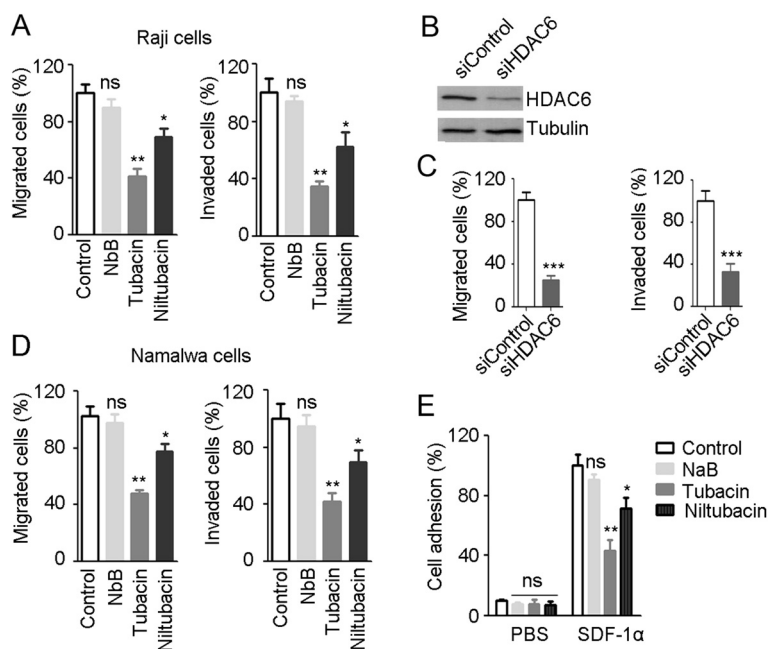 A
Raji cells
Migrated cells (%)
120
80
40
0
ns
**
*
Control
NbB
Tubacin
Niltubacin
Invaded cells (%)
120
80
40
0
ns
**
*
Control
NbB
Tubacin
Niltubacin
B
siControl
siHDAC6
HDAC6
Tubulin
C
Migrated cells (%)
120
80
40
0
***
siControl
siHDAC6
Invaded cells (%)
120
80
40
0
***
siControl
siHDAC6
D
Namalwa cells
Migrated cells (%)
120
80
40
0
ns
**
*
Control
NbB
Tubacin
Niltubacin
Invaded cells (%)
120
80
40
0
ns
**
*
Control
NbB
Tubacin
Niltubacin
E
Cell adhesion (%)
120
80
40
0
ns
ns
**
*
PBS
SDF-1α
Control
NaB
Tubacin
Niltubacin